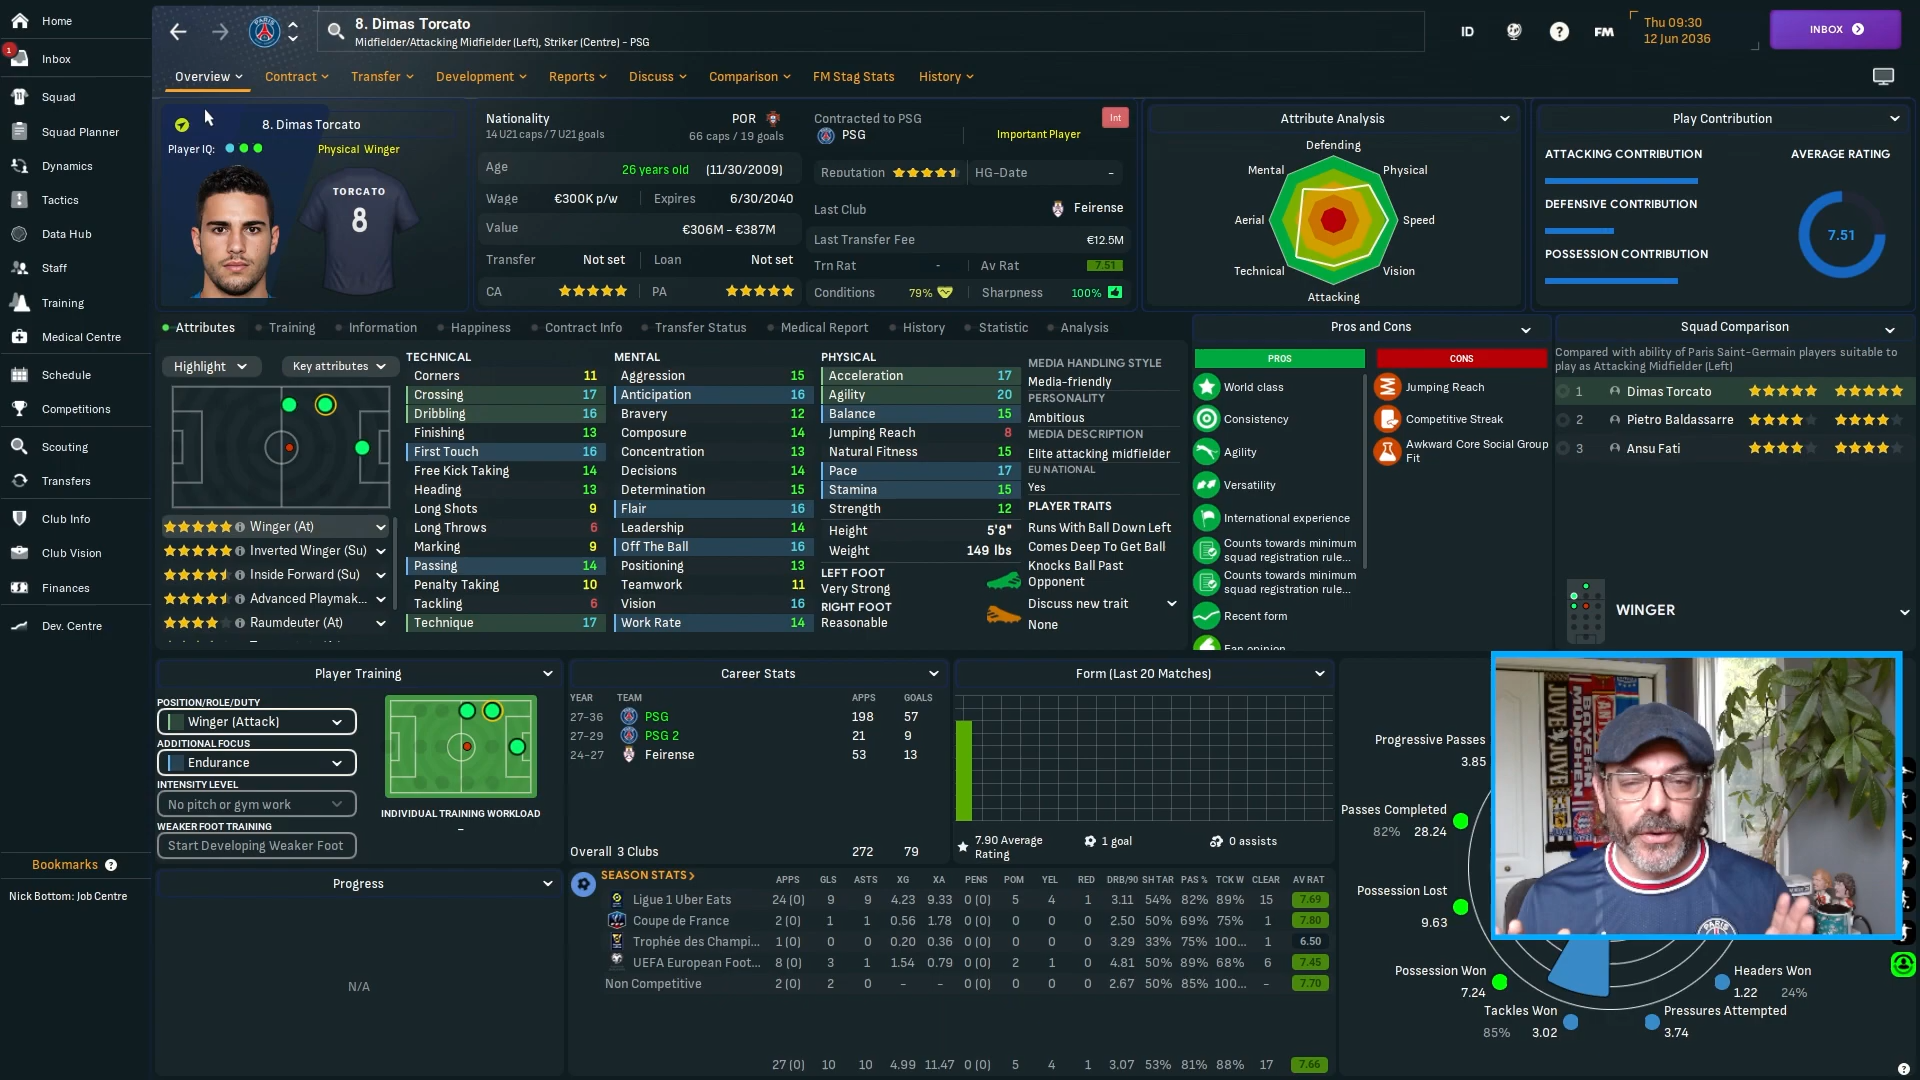 Home
Inbox
1
Squad
Squad Planner
Dynamics
Tactics
Data Hub
Staff
Training
Medical Centre
Schedule
Competitions
Scouting
Transfers
Club Info
Club Vision
Finances
Dev. Centre
Bookmarks ?
Nick Bottom: Job Centre
8. Dimas Torcato
Midfielder/Attacking Midfielder (Left), Striker (Centre) - PSG
ID ? FM
Thu 09:30
12 Jun 2036
INBOX
Overview Contract Transfer Development Reports Discuss Comparison FM Stag Stats History
8. Dimas Torcato
Player IQ:
Physical Winger
TORCATO
8
Nationality POR
14 U21 caps / 7 U21 goals 66 caps / 19 goals
Age 26 years old (11/30/2009)
Wage €300K p/w Expires 6/30/2040
Value €306M - €387M
Transfer Not set Loan Not set
CA PA
Contracted to PSG Int
PSG Important Player
Reputation HG-Date -
Last Club Feirense
Last Transfer Fee €12.5M
Trn Rat - Av Rat 7.51
Conditions 79% Sharpness 100%
Attribute Analysis
Defending
Mental Physical
Aerial Speed
Technical Vision
Attacking
Play Contribution
ATTACKING CONTRIBUTION
DEFENSIVE CONTRIBUTION
POSSESSION CONTRIBUTION
AVERAGE RATING
7.51
Attributes Training Information Happiness Contract Info Transfer Status Medical Report History Statistic Analysis
Highlight Key attributes
Winger (At)
Inverted Winger (Su)
Inside Forward (Su)
Advanced Playmak...
Raumdeuter (At)
TECHNICAL
Corners 11
Crossing 17
Dribbling 16
Finishing 13
First Touch 16
Free Kick Taking 14
Heading 13
Long Shots 9
Long Throws 6
Marking 9
Passing 14
Penalty Taking 10
Tackling 6
Technique 17
MENTAL
Aggression 15
Anticipation 16
Bravery 12
Composure 14
Concentration 13
Decisions 14
Determination 15
Flair 16
Leadership 14
Off The Ball 16
Positioning 13
Teamwork 11
Vision 16
Work Rate 14
PHYSICAL
Acceleration 17
Agility 20
Balance 15
Jumping Reach 8
Natural Fitness 15
Pace 17
Stamina 15
Strength 12
Height 5'8"
Weight 149 lbs
LEFT FOOT
Very Strong
RIGHT FOOT
Reasonable
MEDIA HANDLING STYLE
Media-friendly
PERSONALITY
Ambitious
MEDIA DESCRIPTION
Elite attacking midfielder
EU NATIONAL
Yes
PLAYER TRAITS
Runs With Ball Down Left
Comes Deep To Get Ball
Knocks Ball Past
Opponent
Discuss new trait
None
Pros and Cons
PROS
World class
Consistency
Agility
Versatility
International experience
Counts towards minimum
squad registration rule...
Counts towards minimum
squad registration rule...
Recent form
Fan opinion
CONS
Jumping Reach
Competitive Streak
Awkward Core Social Group
Fit
Squad Comparison
Compared with ability of Paris Saint-Germain players suitable to
play as Attacking Midfielder (Left)
1 Dimas Torcato
2 Pietro Baldassarre
3 Ansu Fati
WINGER
Player Training
POSITION/ROLE/DUTY
Winger (Attack)
ADDITIONAL FOCUS
Endurance
INTENSITY LEVEL
No pitch or gym work
WEAKER FOOT TRAINING
Start Developing Weaker Foot
INDIVIDUAL TRAINING WORKLOAD
-
Career Stats
YEAR TEAM APPS GOALS
27-36 PSG 198 57
27-29 PSG 2 21 9
24-27 Feirense 53 13
Overall 3 Clubs 272 79
Form (Last 20 Matches)
7.90 Average
Rating
1 goal
0 assists
Progress
N/A
SEASON STATS> APPS GLS ASTS XG XA PENS POM YEL RED DRB/90 SH TAR PAS % TCK W CLEAR AV RAT
Ligue 1 Uber Eats 24 (0) 9 9 4.23 9.33 0 (0) 5 4 1 3.11 54% 82% 89% 15 7.69
Coupe de France 2 (0) 1 1 0.56 1.78 0 (0) 0 0 0 2.50 50% 69% 75% 1 7.80
Trophée des Champi... 1 (0) 0 0 0.20 0.36 0 (0) 0 0 0 3.29 33% 75% 100... 1 6.50
UEFA European Foot... 8 (0) 3 1 1.54 0.79 0 (0) 2 1 0 4.81 50% 89% 68% 6 7.45
Non Competitive 2 (0) 2 0 - - 0 (0) 0 0 0 2.67 50% 85% 100... - 7.70
27 (0) 10 10 4.99 11.47 0 (0) 5 4 1 3.07 53% 81% 88% 17 7.66
Progressive Passes
3.85
Passes Completed
82% 28.24
Possession Lost
9.63
Possession Won
7.24
Tackles Won
85% 3.02
Headers Won
1.22 24%
Pressures Attempted
3.74
JUVE
BAYERN
MÜNCHEN
PARIS